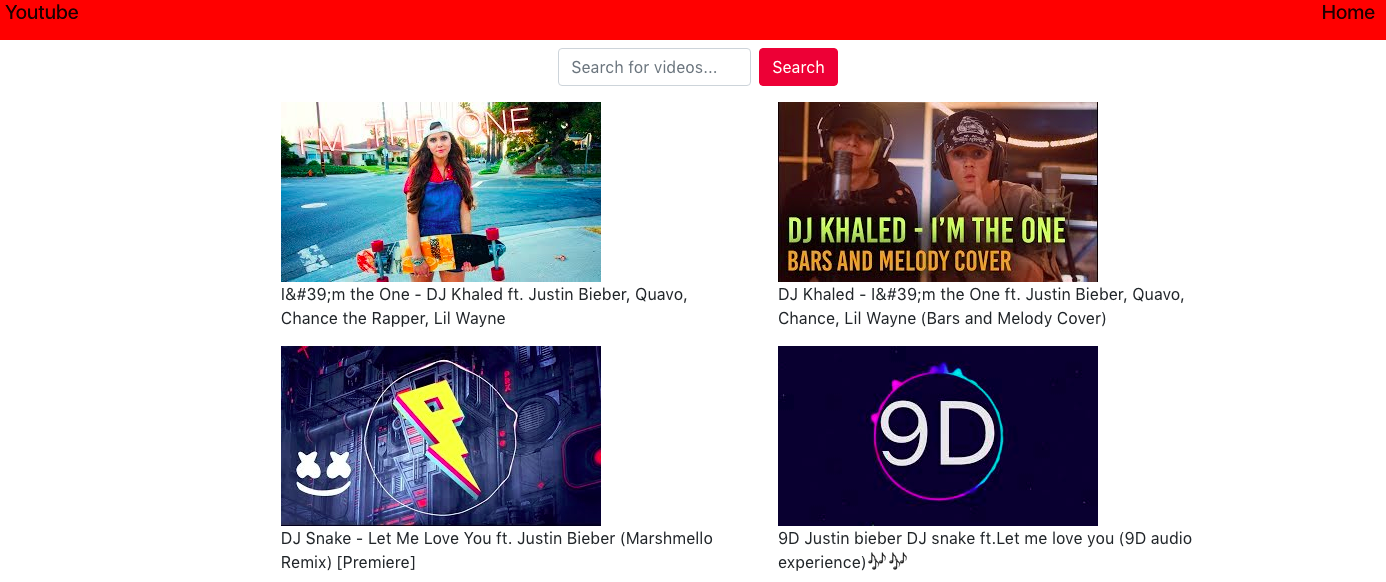 Youtube
Home
Search for videos...
Search
I'M THE ONE
DJ KHALED - I'M THE ONE
BARS AND MELODY COVER
I&#39;m the One - DJ Khaled ft. Justin Bieber, Quavo,
Chance the Rapper, Lil Wayne
DJ Khaled - I&#39;m the One ft. Justin Bieber, Quavo,
Chance, Lil Wayne (Bars and Melody Cover)
9D
DJ Snake - Let Me Love You ft. Justin Bieber (Marshmello
Remix) [Premiere]
9D Justin bieber DJ snake ft.Let me love you (9D audio
experience)🎶🎶